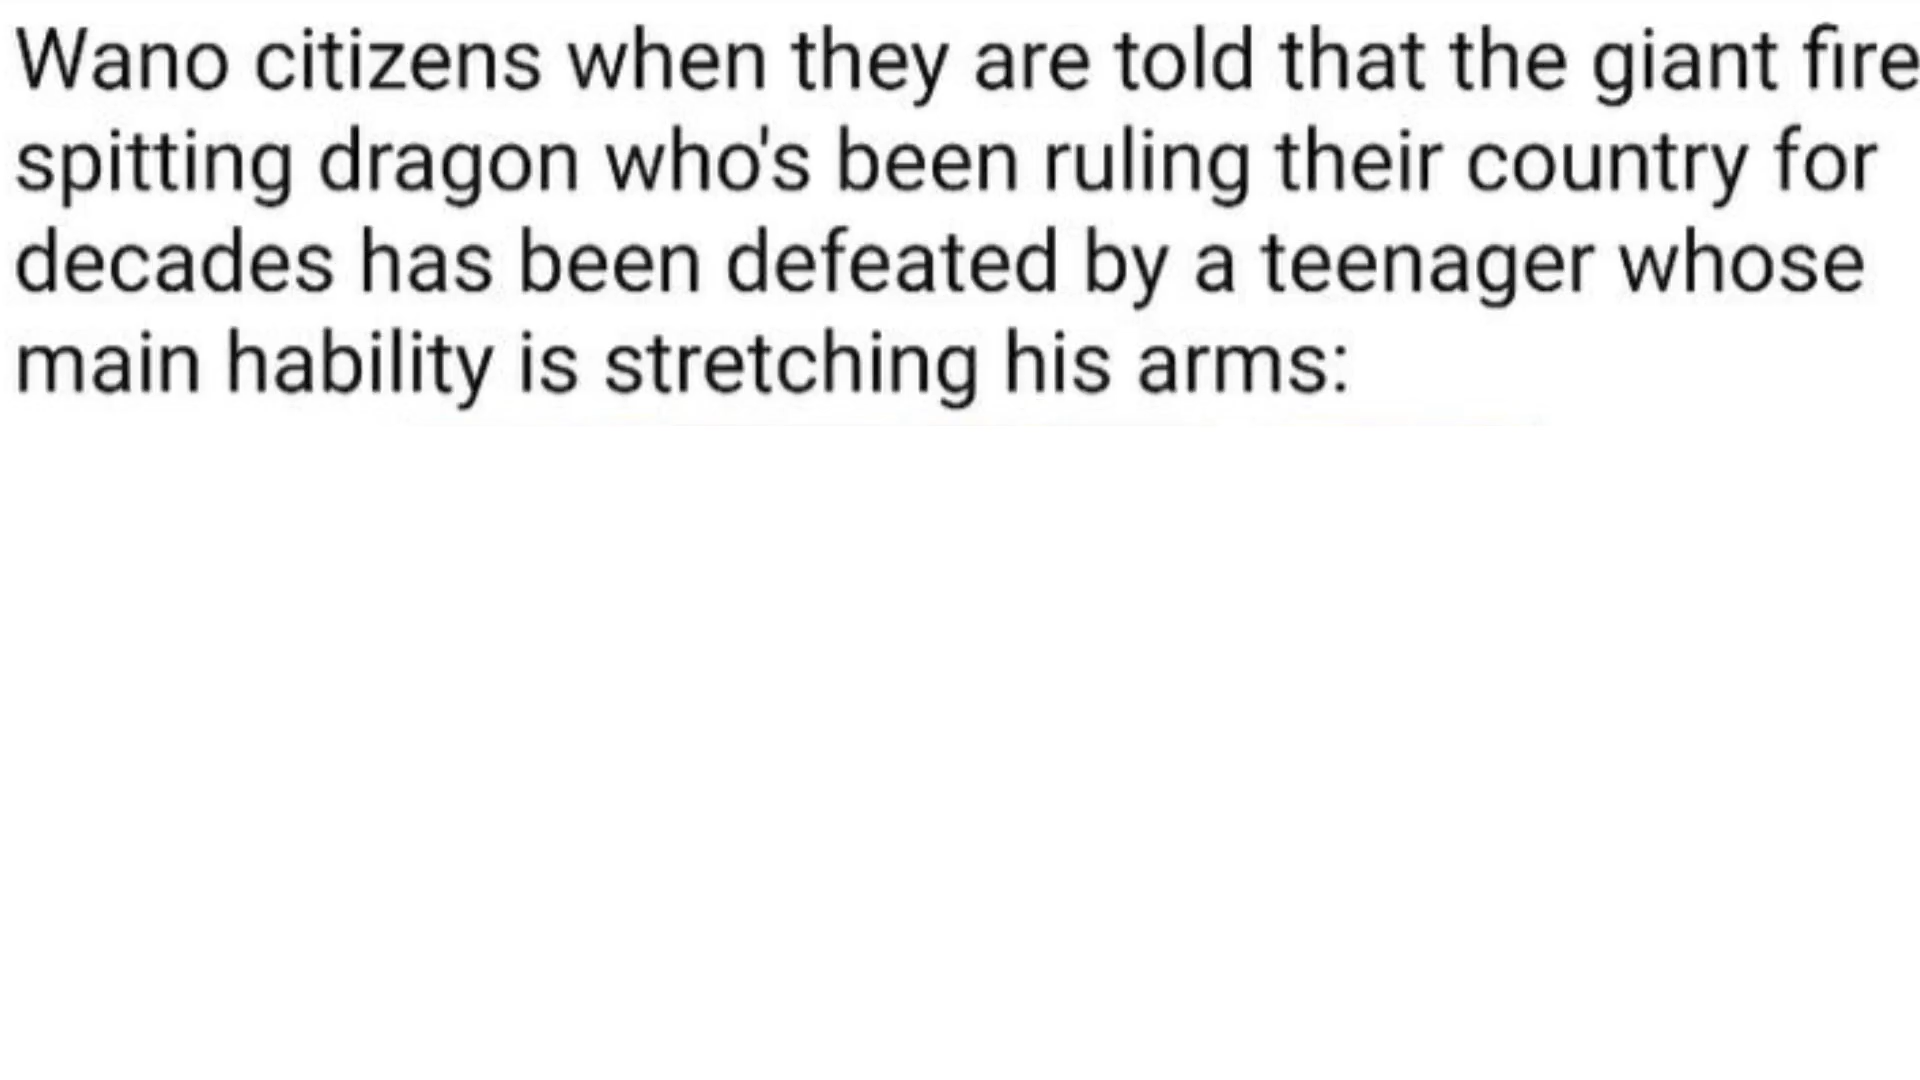 Wano citizens when they are told that the giant fire
spitting dragon who's been ruling their country for
decades has been defeated by a teenager whose
main hability is stretching his arms: